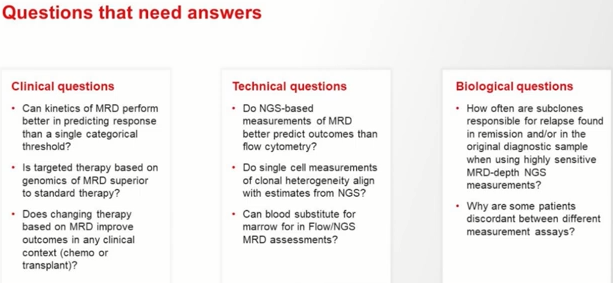 Questions that need answers
Clinical questions
• Can kinetics of MRD perform
better in predicting response
than a single categorical
threshold?
• Is targeted therapy based on
genomics of MRD superior
to standard therapy?
• Does changing therapy
based on MRD improve
outcomes in any clinical
context (chemo or
transplant)?
Technical questions
• Do NGS-based
measurements of MRD
better predict outcomes than
flow cytometry?
• Do single cell measurements
of clonal heterogeneity align
with estimates from NGS?
• Can blood substitute for
marrow for in Flow/NGS
MRD assessments?
Biological questions
• How often are subclones
responsible for relapse found
in remission and/or in the
original diagnostic sample
when using highly sensitive
MRD-depth NGS
measurements?
• Why are some patients
discordant between different
measurement assays?